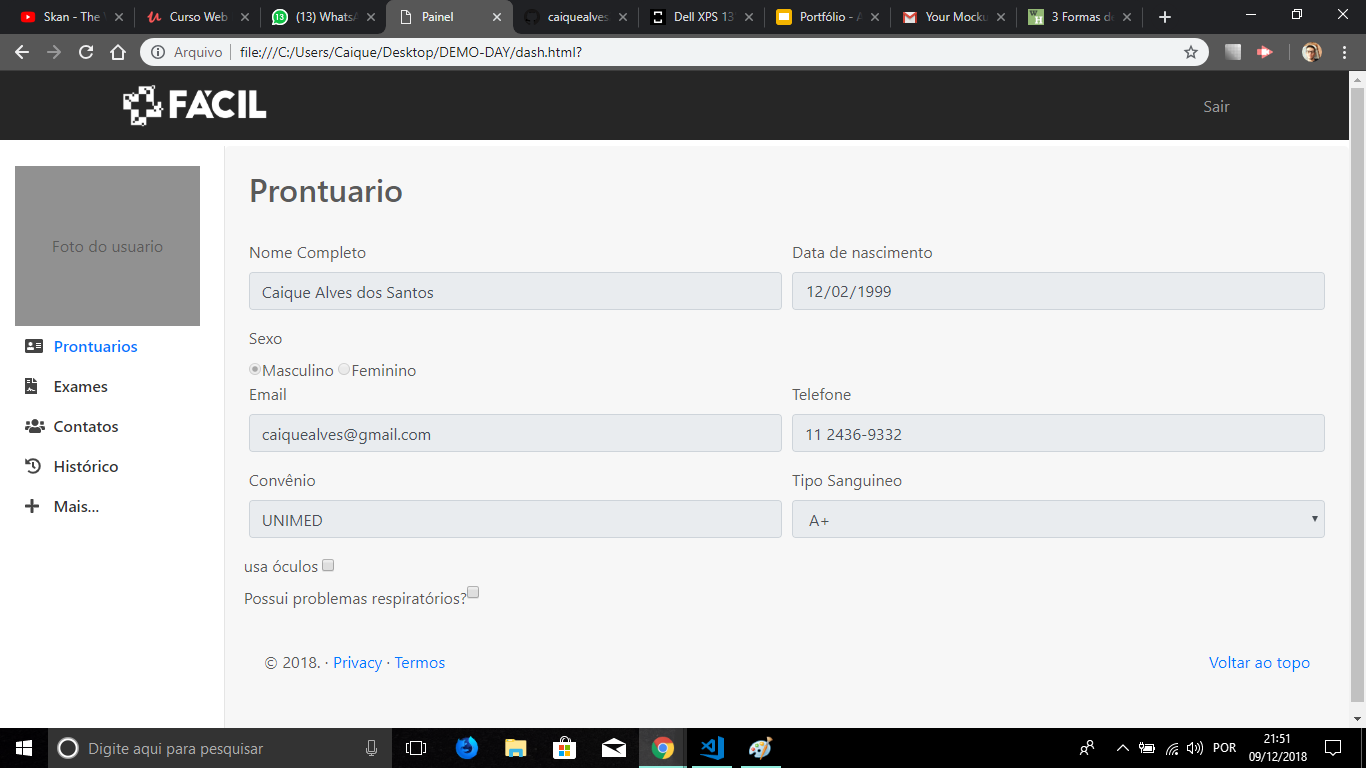 Skan - The
Curso Web
(13) WhatsA
Painel
caiquealves
Dell XPS 13
Portfólio - A
Your Mocku
3 Formas de
Arquivo
file:///C:/Users/Caique/Desktop/DEMO-DAY/dash.html?
FÁCIL
Sair
Foto do usuario
Prontuarios
Exames
Contatos
Histórico
Mais...
Prontuario
Nome Completo
Data de nascimento
Caique Alves dos Santos
12/02/1999
Sexo
Masculino Feminino
Email
Telefone
caiquealves@gmail.com
11 2436-9332
Convênio
Tipo Sanguineo
UNIMED
A+
usa óculos
Possui problemas respiratórios?
© 2018. · Privacy · Termos
Voltar ao topo
Digite aqui para pesquisar
POR
21:51
09/12/2018